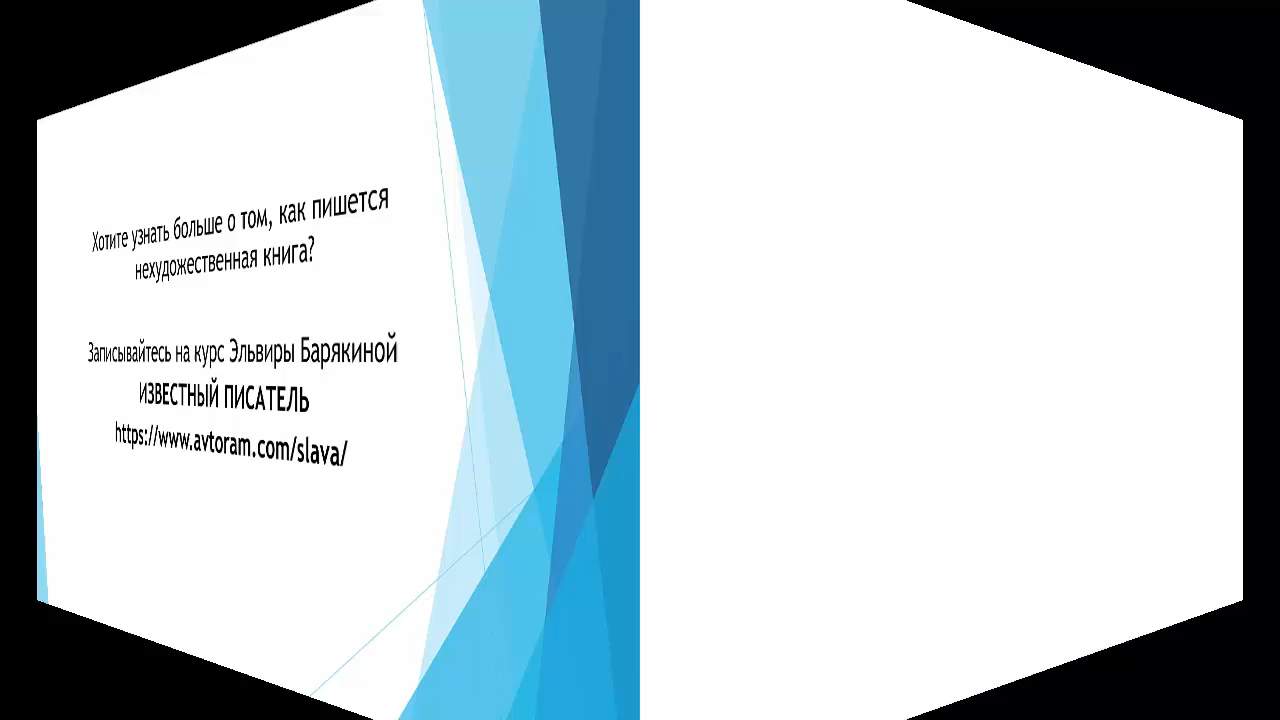 Хотите узнать больше о том, как пишется
нехудожественная книга?
Записывайтесь на курс Эльвиры Барякиной
ИЗВЕСТНЫЙ ПИСАТЕЛЬ
https://www.avtoram.com/slava/